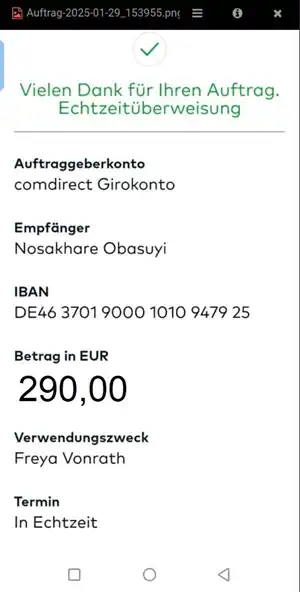 Auftrag-2025-01-29_153955.png
Vielen Dank für Ihren Auftrag.
Echtzeitüberweisung
Auftraggeberkonto
comdirect Girokonto
Empfänger
Nosakhare Obasuyi
IBAN
DE46 3701 9000 1010 9479 25
Betrag in EUR
290,00
Verwendungszweck
Freya Vonrath
Termin
In Echtzeit